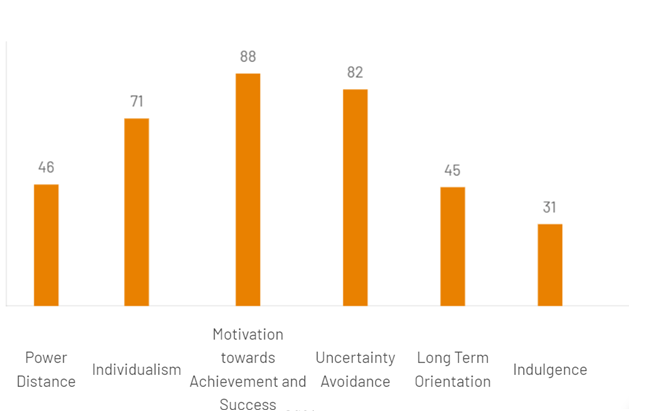 88
82
71
46
45
31
Motivation
Power
towards
Uncertainty
Long Term
Individualism
Indulgence
Distance
Achievement and
Avoidance
Orientation
Success